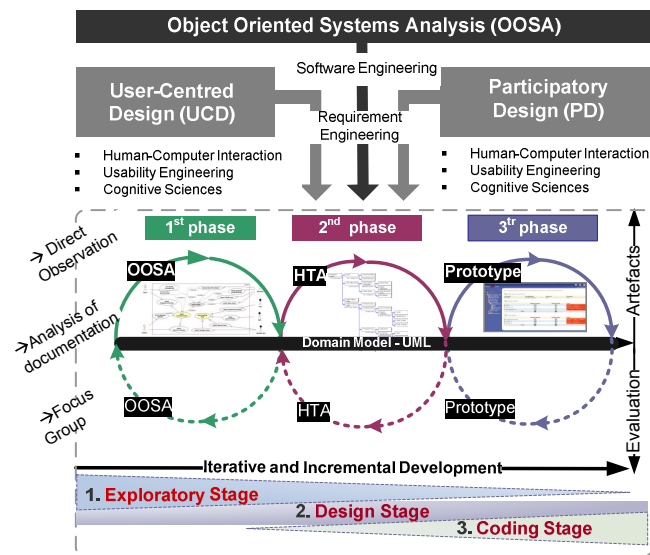 Object Oriented Systems Analysis (OOSA)
Software Engineering
User-Centred
Design (UCD)
Participatory
Design (PD)
Requirement
Engineering
▪ Human-Computer Interaction
▪ Usability Engineering
▪ Cognitive Sciences
▪ Human-Computer Interaction
▪ Usability Engineering
▪ Cognitive Sciences
1st phase
2nd phase
3tr phase
→ Direct
Observation
→Analysis of
documentation
→Focus
Group
OOSA
HTA
Prototype
Domain Model - UML
OOSA
HTA
Prototype
Artefacts
Evaluation
Iterative and Incremental Development
1. Exploratory Stage
2. Design Stage
3. Coding Stage